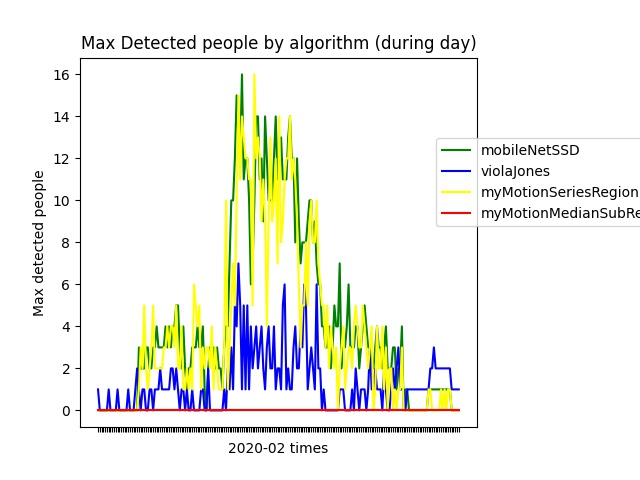 Max Detected people by algorithm (during day)
16
14
12
10
8
6
4
2
0
Max detected people
2020-02 times
mobileNetSSD
violaJones
myMotionSeriesRegion
myMotionMedianSubRe